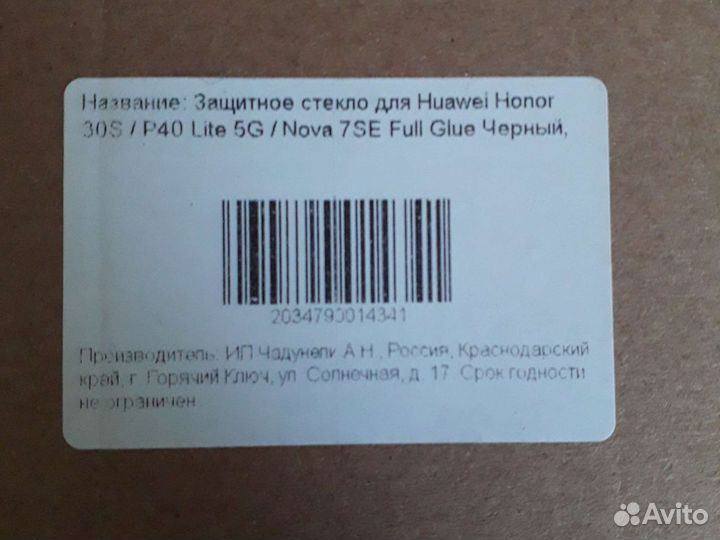 Название: Защитное стекло для Huawei Honor
30S / P40 Lite 5G / Nova 7SE Full Glue Черный,
2034790014341
Производитель: ИП Чадунели А.Н., Россия, Краснодарский
край, г. Горячий Ключ, ул. Солнечная, д. 17. Срок годности
не ограничен
Avito